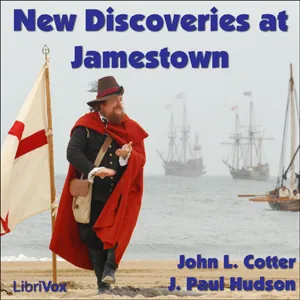 New Discoveries at
Jamestown
John L. Cotter
J. Paul Hudson
LibriVox